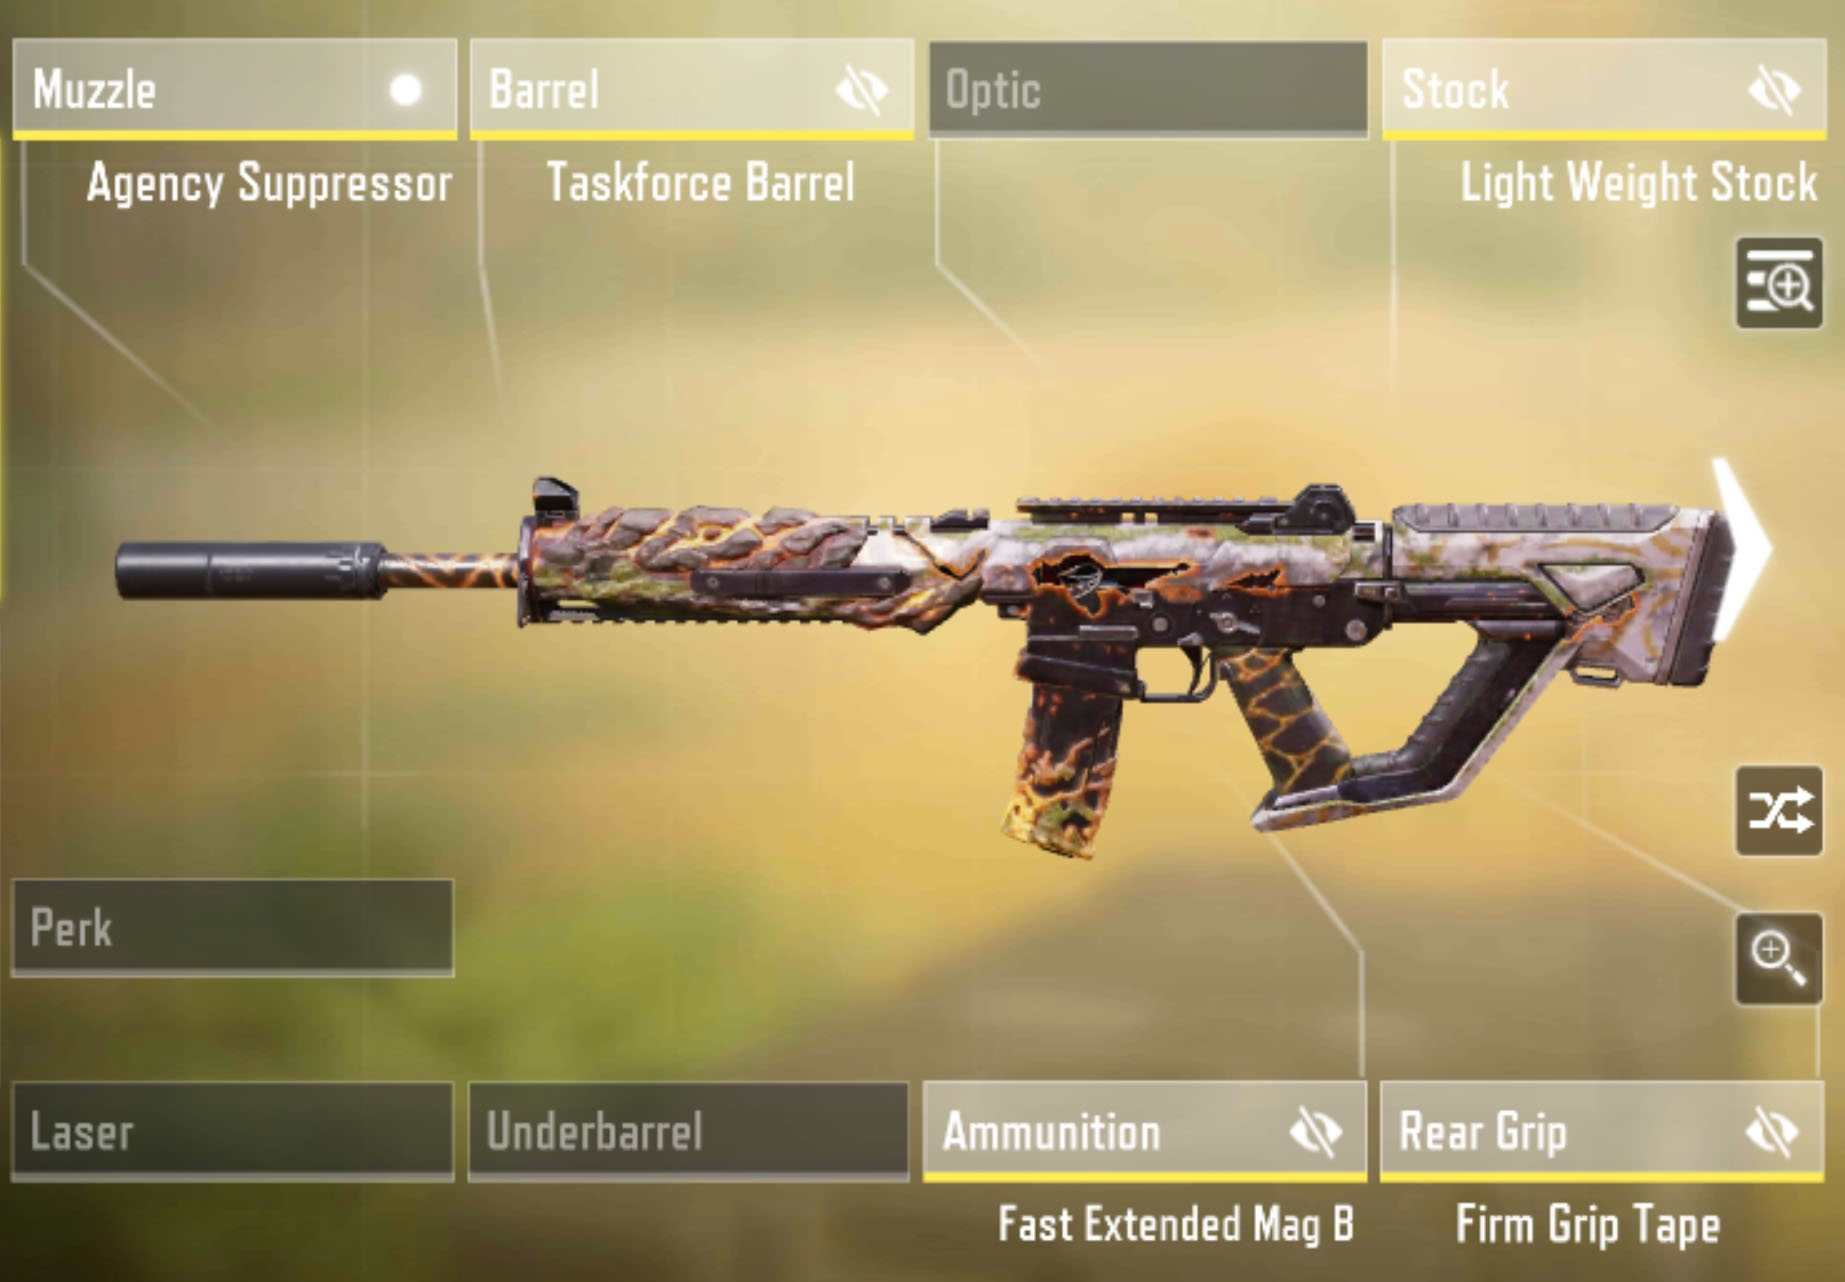 Muzzle
Barrel
Optic
Stock
Agency Suppressor
Taskforce Barrel
Light Weight Stock
Perk
Laser
Underbarrel
Ammunition
Rear Grip
Fast Extended Mag B
Firm Grip Tape